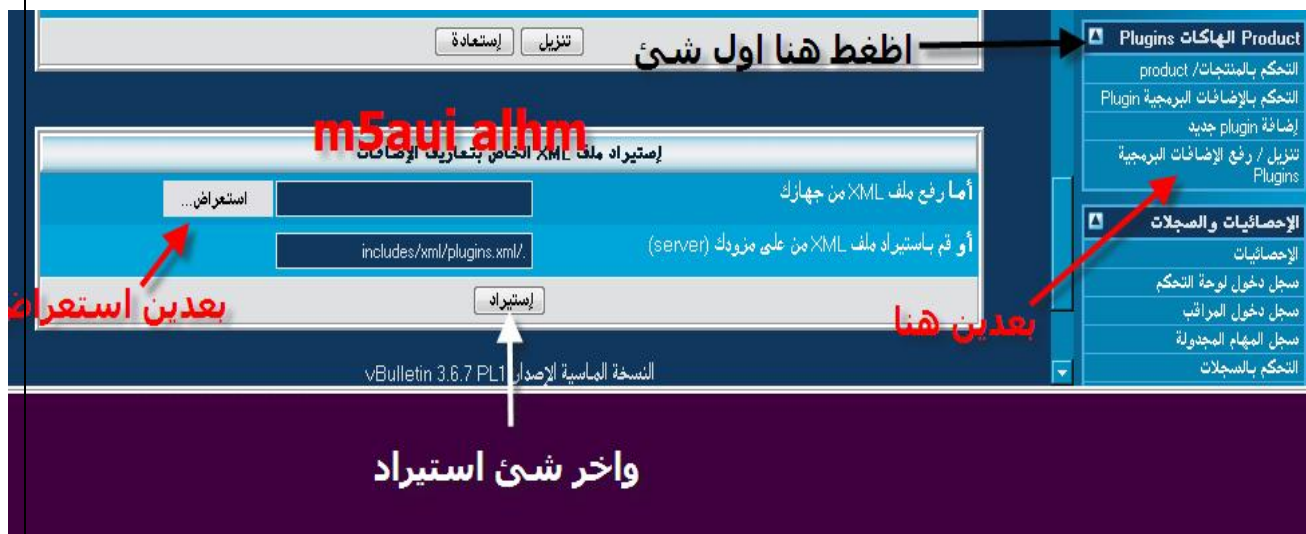 تنزيل إستعادة
اظغط هنا اول شئ
Product الهاكات Plugins
التحكم بالمنتجات/ product
التحكم بالإضافات البرمجية Plugin
إضافة plugin جديد
تنزيل / رفع الإضافات البرمجية
Plugins
m5aui alhm
إستيراد ملف XML الخاص بتعاريف الإضافات
أما رفع ملف XML من جهازك
استعراض...
أو قم باستيراد ملف XML من على مزودك (server)
includes/xml/plugins.xml/.
إستيراد
بعدين استعراض
بعدين هنا
الإحصائيات والسجلات
الإحصائيات
سجل دخول لوحة التحكم
سجل دخول المراقب
سجل المهام المجدولة
التحكم بالسجلات
النسخة الماسية الإصدار vBulletin 3.6.7 PL1
واخر شئ استيراد